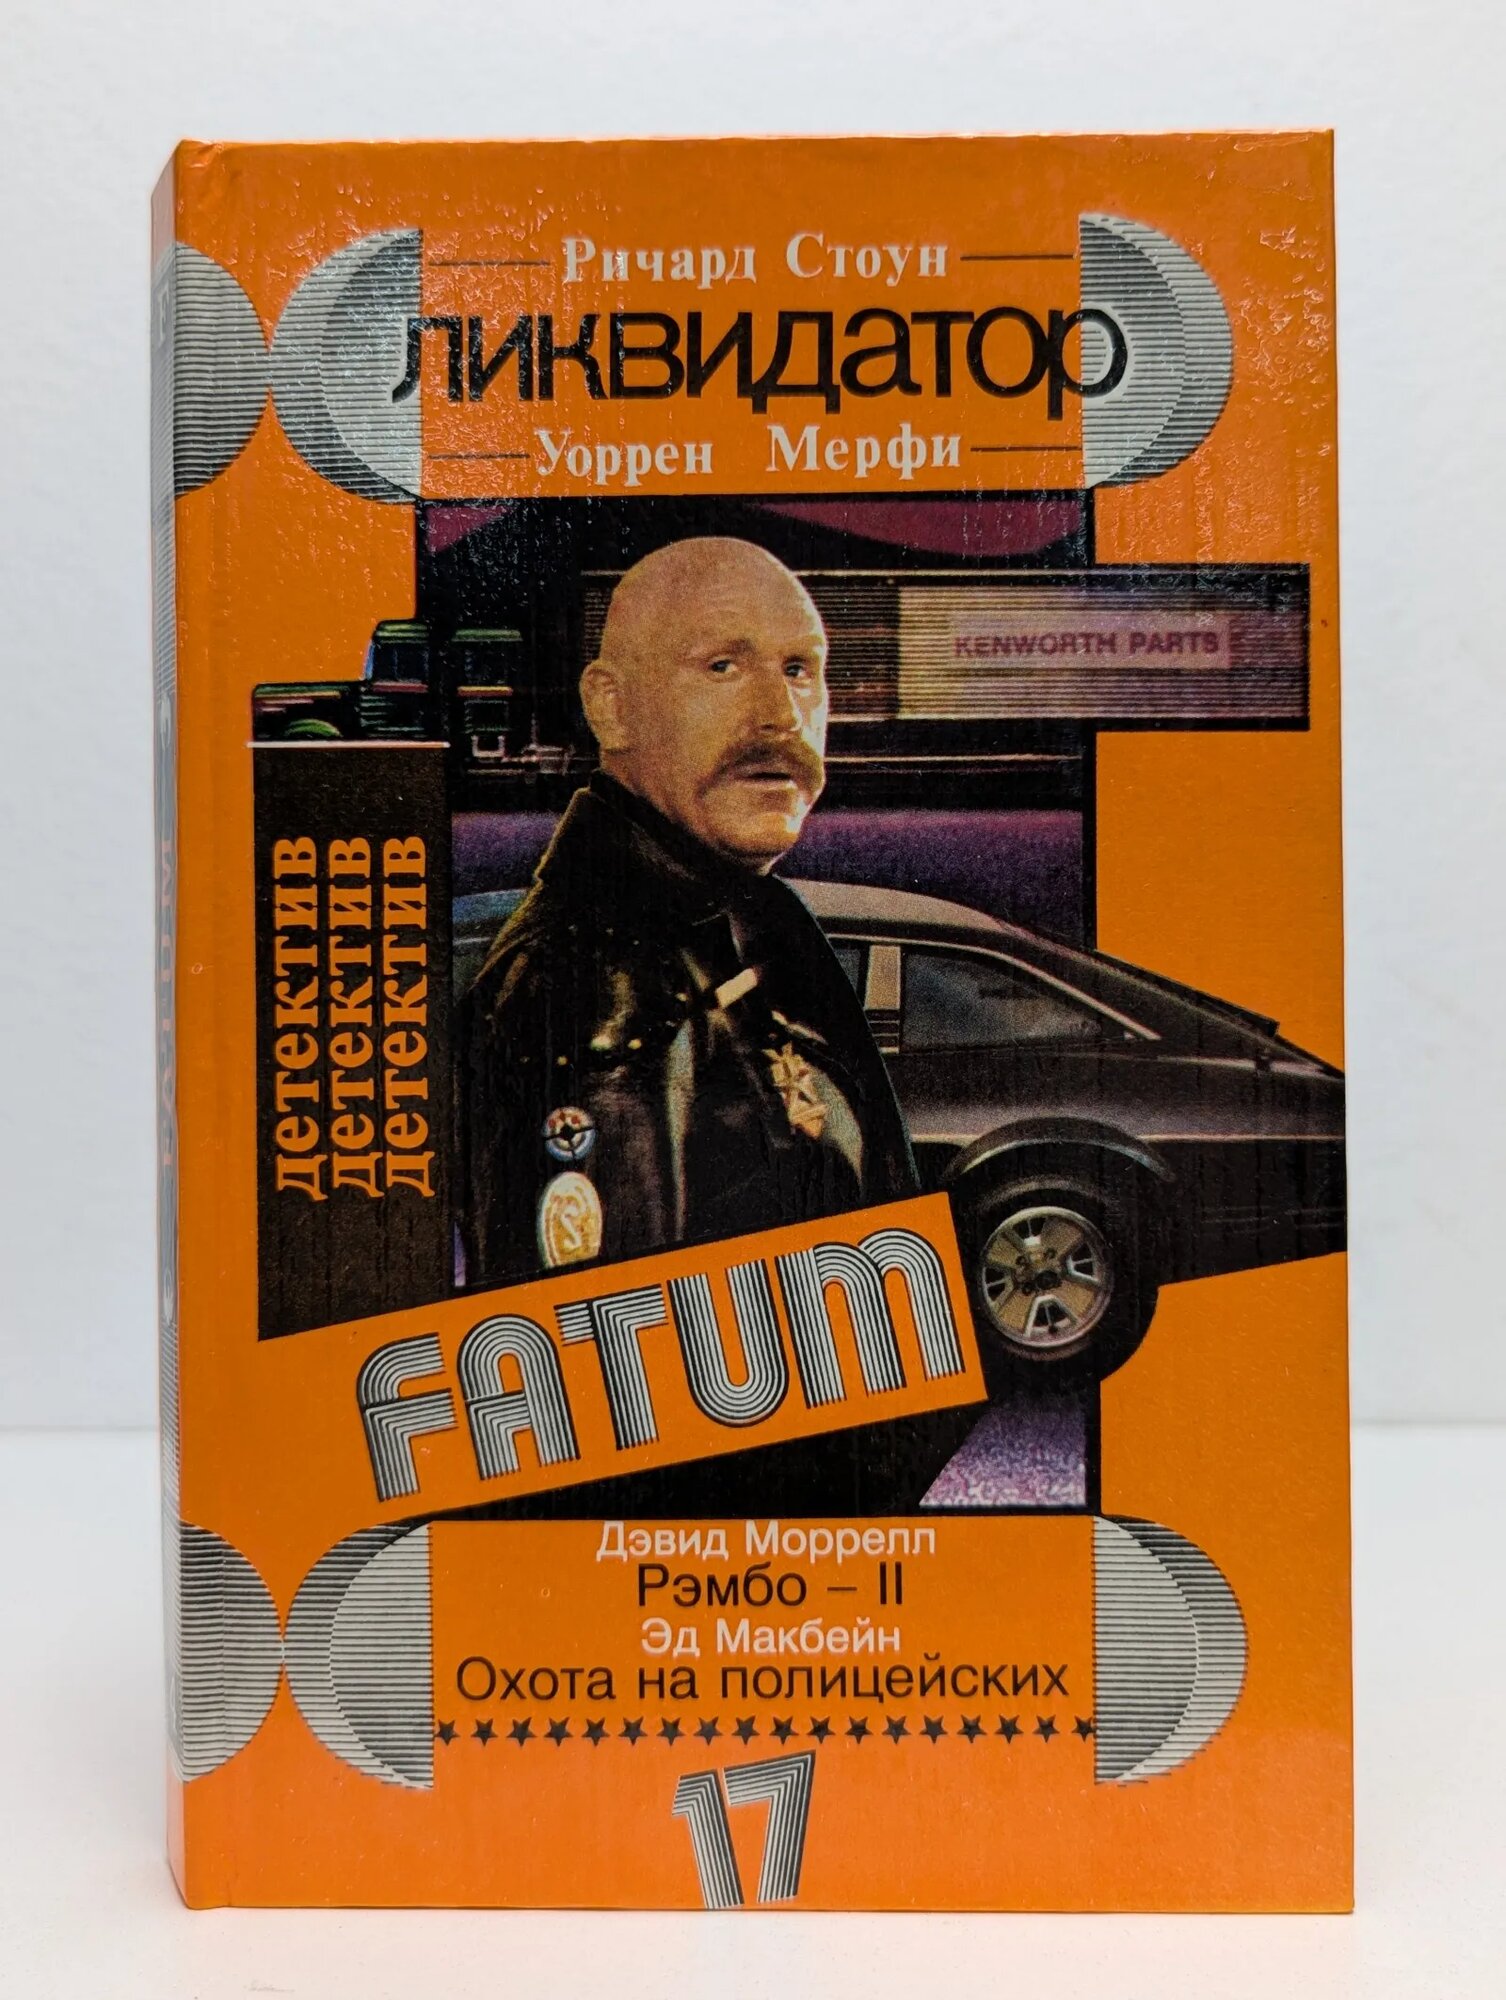 Ричард Стоун
ЛИКВИДАТОР
Уоррен Мерфи
KENWORTH PARTS
ДЕТЕКТИВ
ДЕТЕКТИВ
ДЕТЕКТИВ
FATUM
Дэвид Моррелл
Рэмбо – II
Эд Макбейн
Охота на полицейских
17